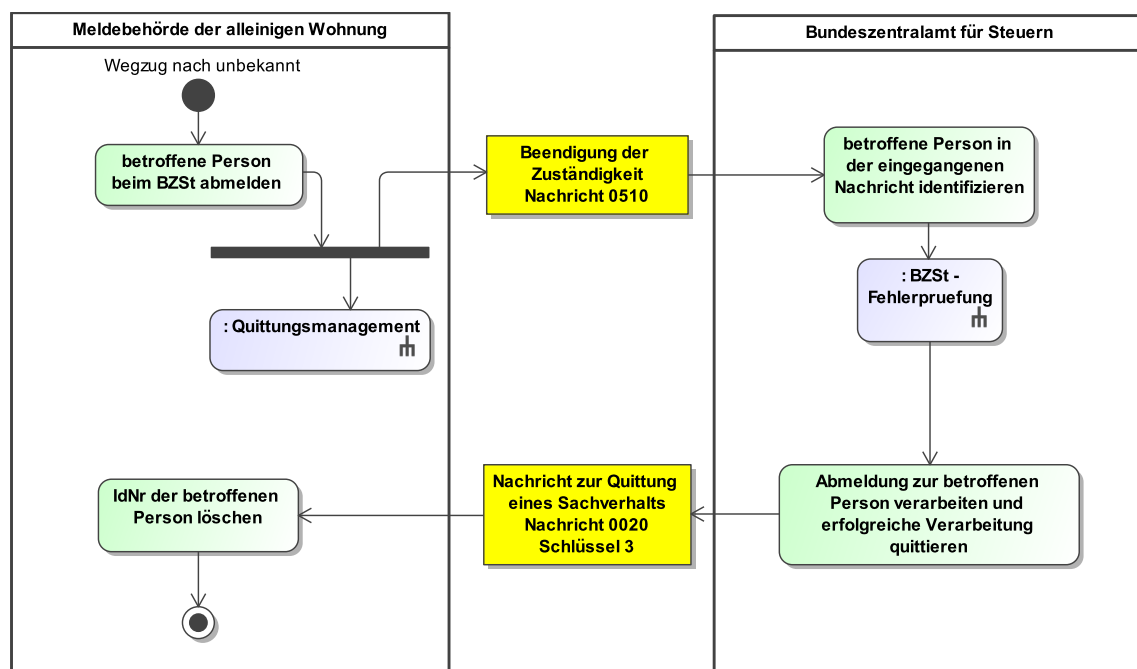 Meldebehörde der alleinigen Wohnung
Bundeszentralamt für Steuern
Wegzug nach unbekannt
betroffene Person
beim BZSt abmelden
Beendigung der
Zuständigkeit
Nachricht 0510
betroffene Person in
der eingegangenen
Nachricht identifizieren
: BZSt -
Fehlerpruefung
: Quittungsmanagement
IdNr der betroffenen
Person löschen
Nachricht zur Quittung
eines Sachverhalts
Nachricht 0020
Schlüssel 3
Abmeldung zur betroffenen
Person verarbeiten und
erfolgreiche Verarbeitung
quittieren